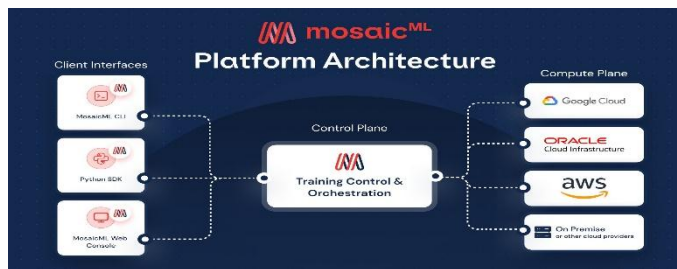 mosaicML
Platform Architecture
Client Interfaces
MosaicML CLI
Python SDK
MosaicML Web
Console
Control Plane
Training Control &
Orchestration
Compute Plane
Google Cloud
ORACLE
Cloud Infrastructure
aws
On Premise
or other cloud providers